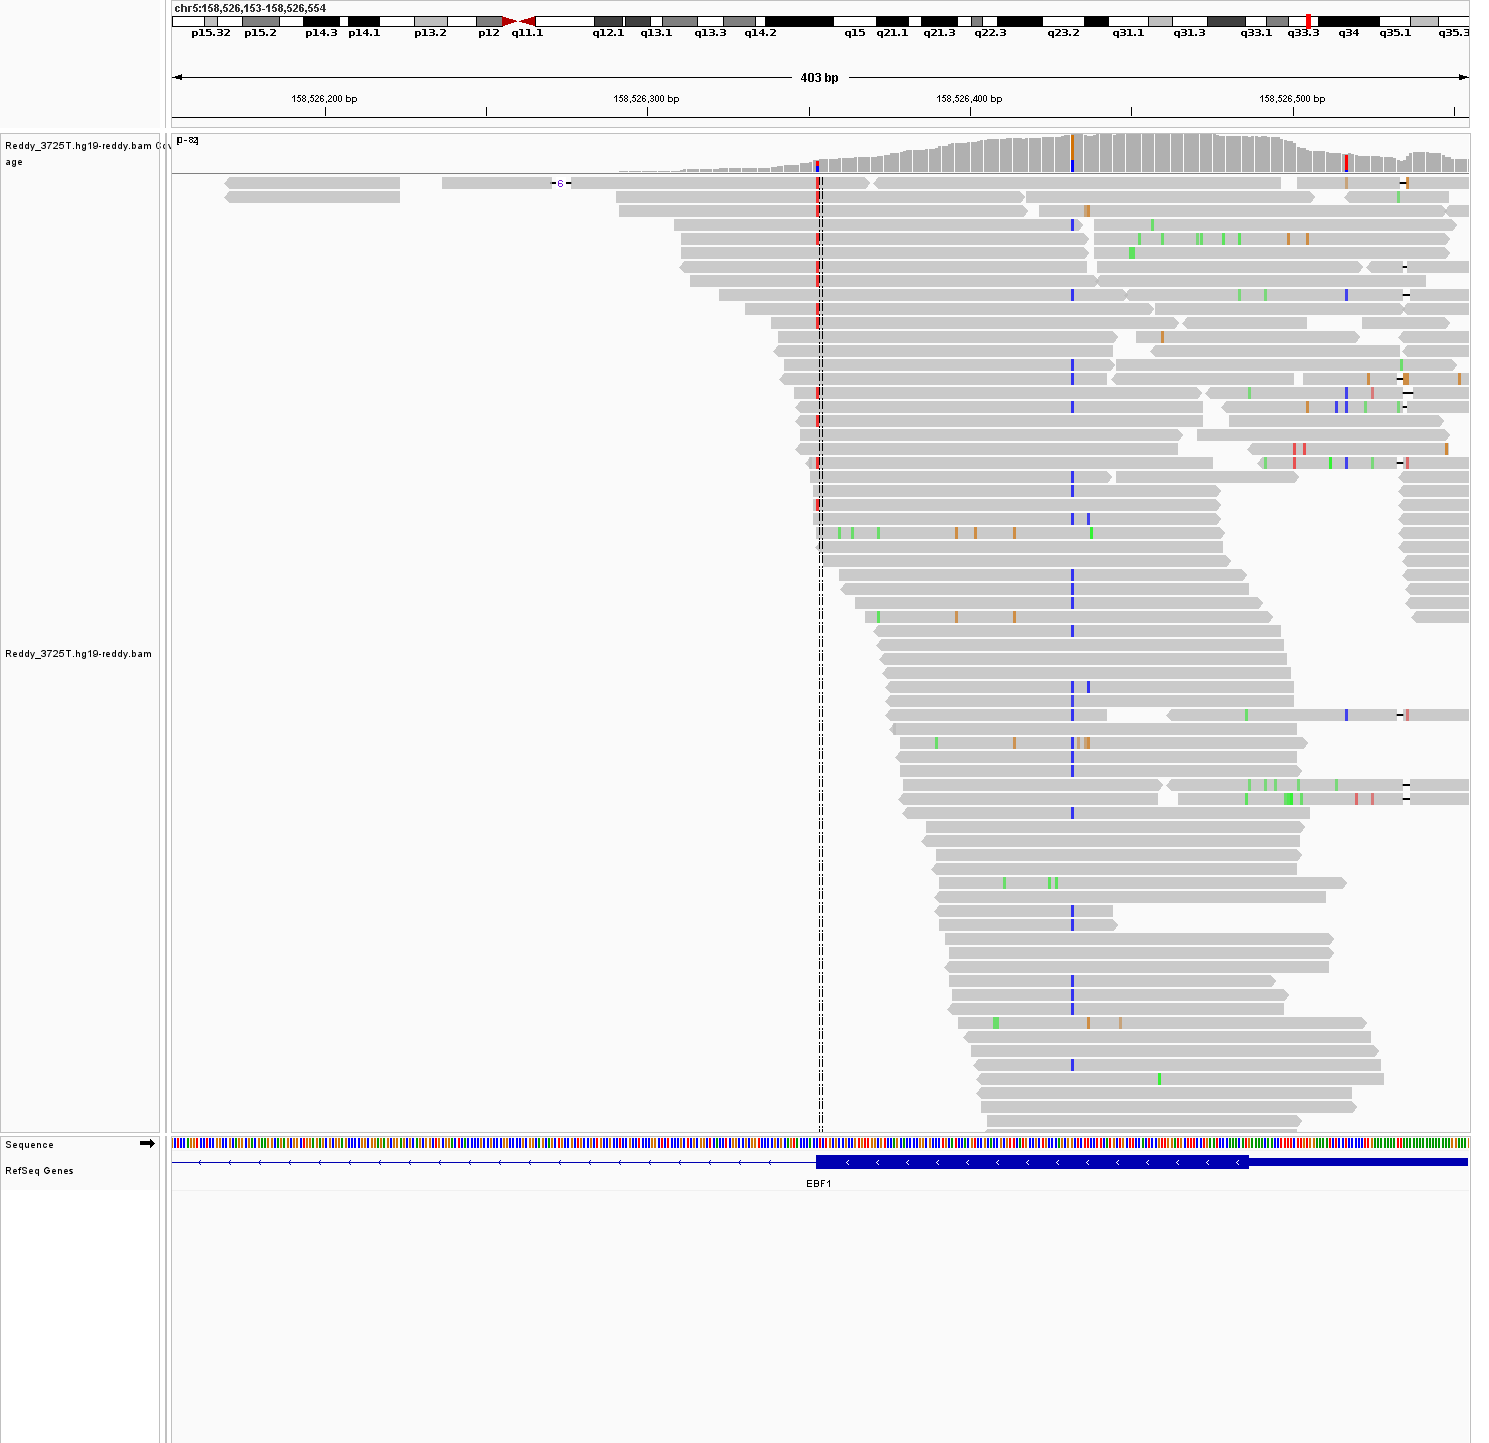 chr5:158,526,153-158,526,554
p15.32 p15.2 p14.3 p14.1 p13.2 p12 q11.1 q12.1 q13.1 q13.3 q14.2 q15 q21.1 q21.3 q22.3 q23.2 q31.1 q31.3 q33.1 q33.3 q34 q35.1 q35.3
403 bp
158,526,200 bp 158,526,300 bp 158,526,400 bp 158,526,500 bp
[0 - 82]
Reddy_3725T.hg19-reddy.bam Cov
age
6
Reddy_3725T.hg19-reddy.bam
Sequence
RefSeq Genes
EBF1